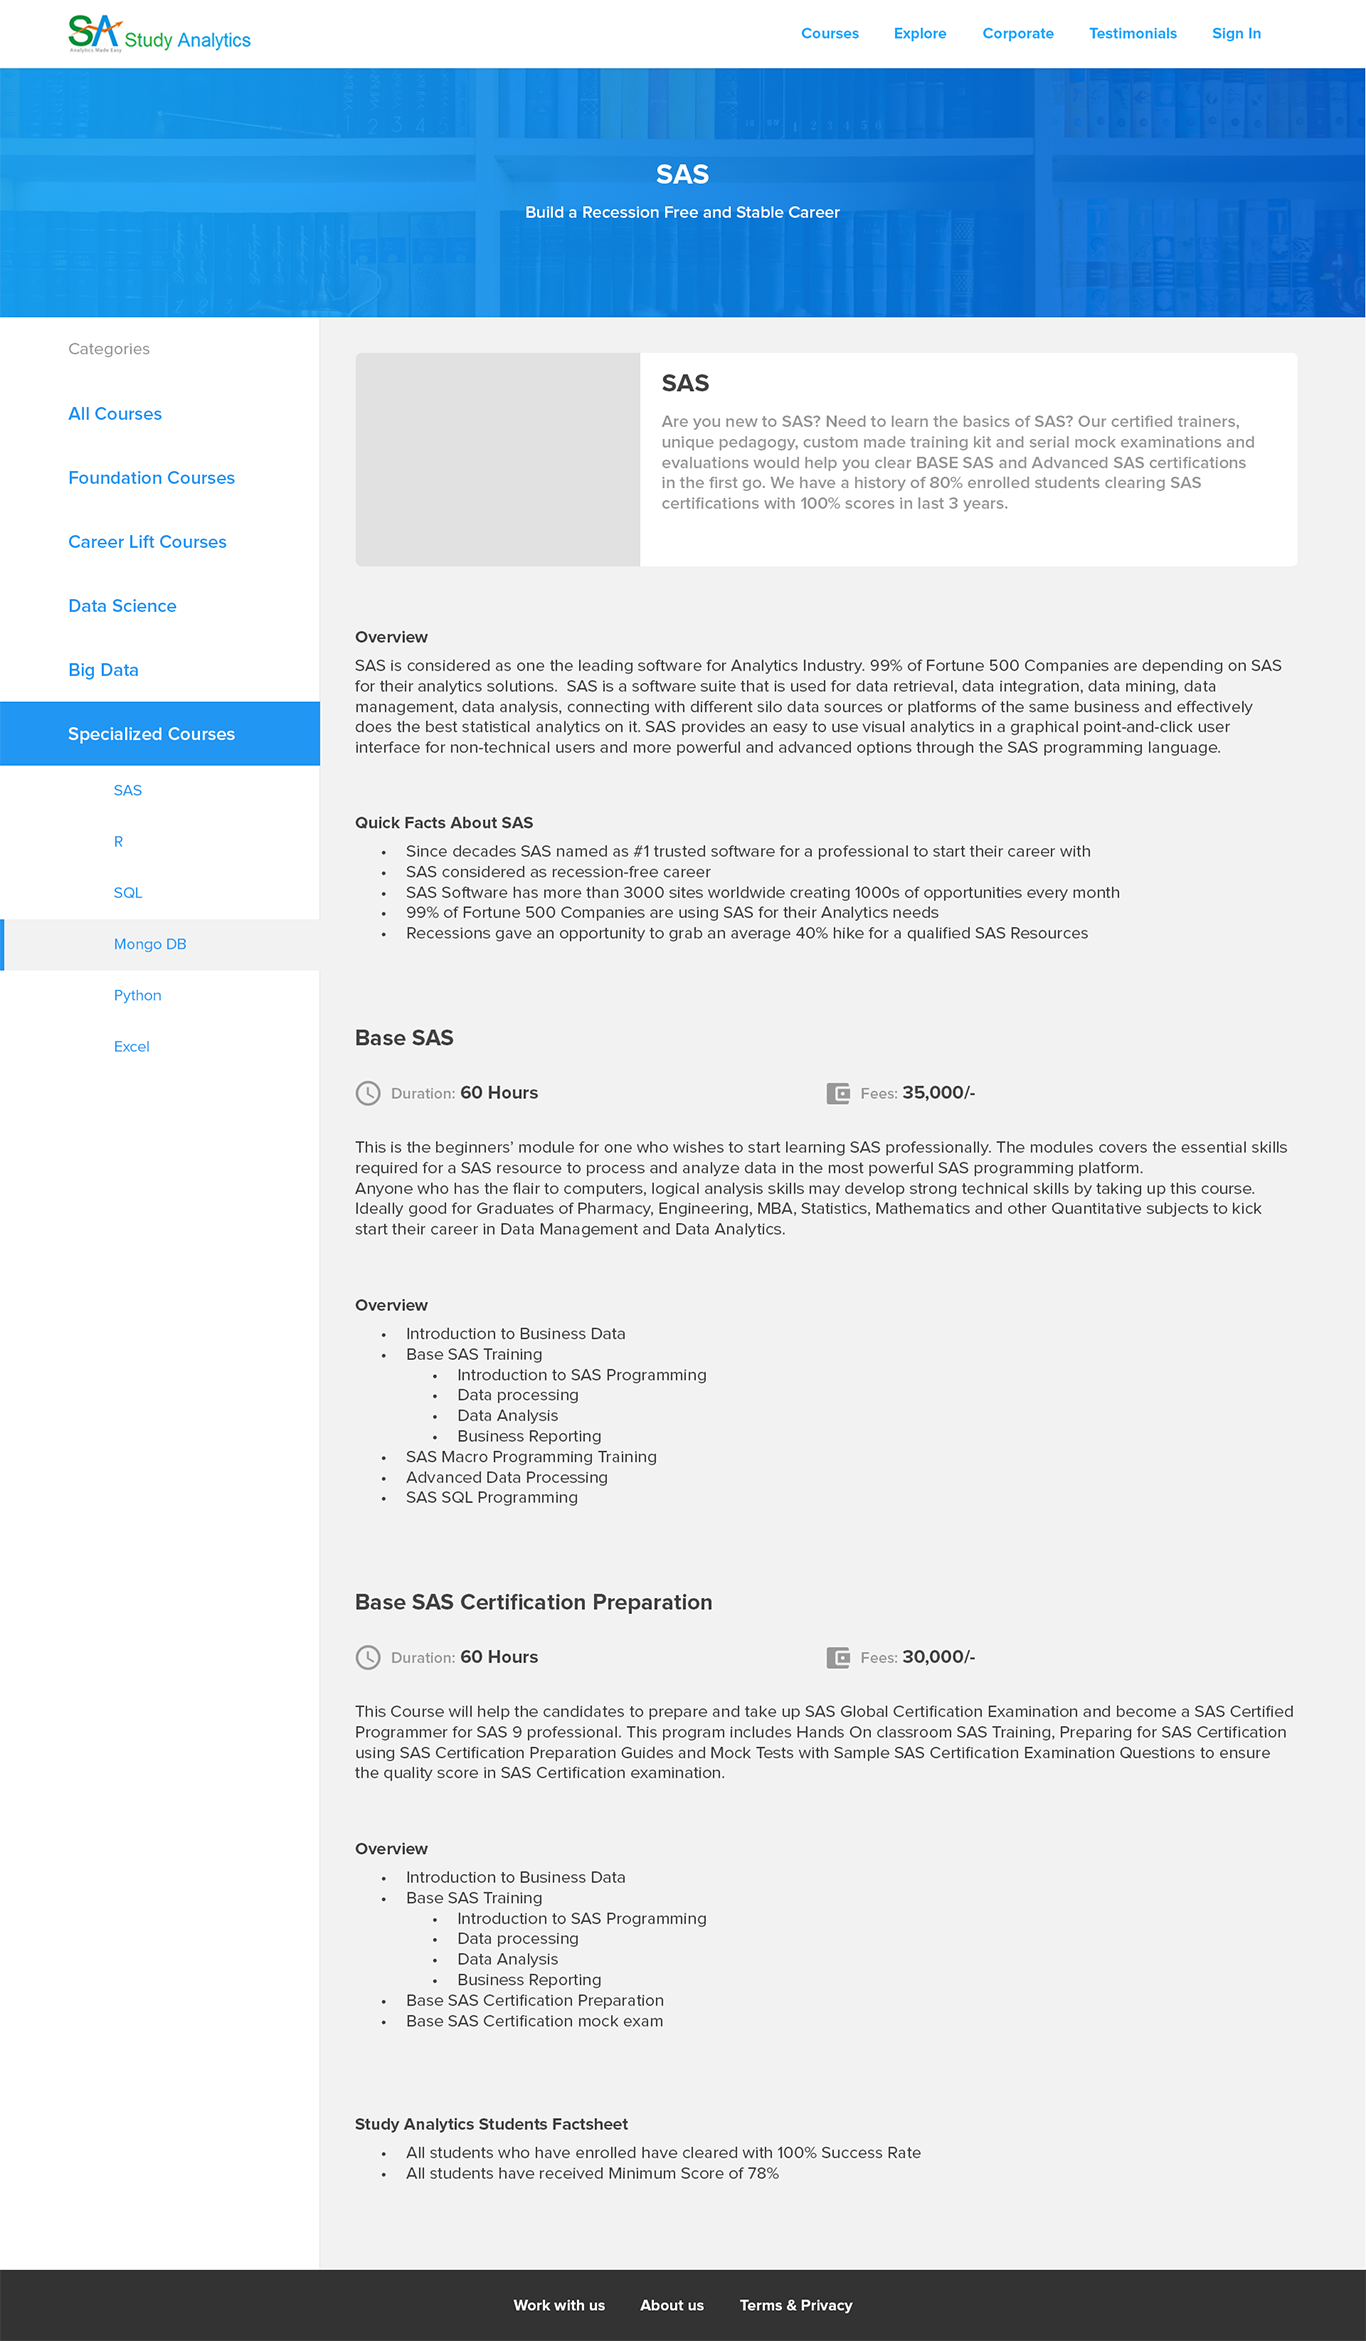 SA Study Analytics
Analytics Made Easy
Courses Explore Corporate Testimonials Sign In
SAS
Build a Recession Free and Stable Career
Categories
All Courses
Foundation Courses
Career Lift Courses
Data Science
Big Data
Specialized Courses
SAS
R
SQL
Mongo DB
Python
Excel
SAS
Are you new to SAS? Need to learn the basics of SAS? Our certified trainers,
unique pedagogy, custom made training kit and serial mock examinations and
evaluations would help you clear BASE SAS and Advanced SAS certifications
in the first go. We have a history of 80% enrolled students clearing SAS
certifications with 100% scores in last 3 years.
Overview
SAS is considered as one the leading software for Analytics Industry. 99% of Fortune 500 Companies are depending on SAS
for their analytics solutions.  SAS is a software suite that is used for data retrieval, data integration, data mining, data
management, data analysis, connecting with different silo data sources or platforms of the same business and effectively
does the best statistical analytics on it. SAS provides an easy to use visual analytics in a graphical point-and-click user
interface for non-technical users and more powerful and advanced options through the SAS programming language.
Quick Facts About SAS
• Since decades SAS named as #1 trusted software for a professional to start their career with
• SAS considered as recession-free career
• SAS Software has more than 3000 sites worldwide creating 1000s of opportunities every month
• 99% of Fortune 500 Companies are using SAS for their Analytics needs
• Recessions gave an opportunity to grab an average 40% hike for a qualified SAS Resources
Base SAS
Duration: 60 Hours Fees: 35,000/-
This is the beginners’ module for one who wishes to start learning SAS professionally. The modules covers the essential skills
required for a SAS resource to process and analyze data in the most powerful SAS programming platform.
Anyone who has the flair to computers, logical analysis skills may develop strong technical skills by taking up this course.
Ideally good for Graduates of Pharmacy, Engineering, MBA, Statistics, Mathematics and other Quantitative subjects to kick
start their career in Data Management and Data Analytics.
Overview
• Introduction to Business Data
• Base SAS Training
• Introduction to SAS Programming
• Data processing
• Data Analysis
• Business Reporting
• SAS Macro Programming Training
• Advanced Data Processing
• SAS SQL Programming
Base SAS Certification Preparation
Duration: 60 Hours Fees: 30,000/-
This Course will help the candidates to prepare and take up SAS Global Certification Examination and become a SAS Certified
Programmer for SAS 9 professional. This program includes Hands On classroom SAS Training, Preparing for SAS Certification
using SAS Certification Preparation Guides and Mock Tests with Sample SAS Certification Examination Questions to ensure
the quality score in SAS Certification examination.
Overview
• Introduction to Business Data
• Base SAS Training
• Introduction to SAS Programming
• Data processing
• Data Analysis
• Business Reporting
• Base SAS Certification Preparation
• Base SAS Certification mock exam
Study Analytics Students Factsheet
• All students who have enrolled have cleared with 100% Success Rate
• All students have received Minimum Score of 78%
Work with us About us Terms & Privacy